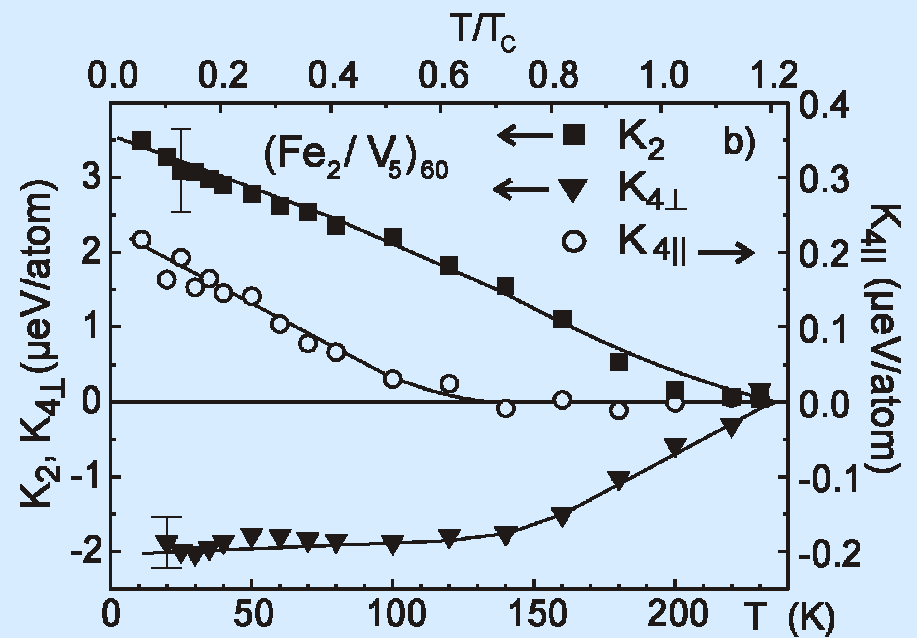 T/Tc
0.0 0.2 0.4 0.6 0.8 1.0 1.2
(Fe2/ V5)60
K2
b)
K4⊥
K4||
3
2
1
0
-1
-2
0.4
0.3
0.2
0.1
0.0
-0.1
-0.2
K2, K4⊥ (μeV/atom)
K4|| (μeV/atom)
0 50 100 150 200 T (K)